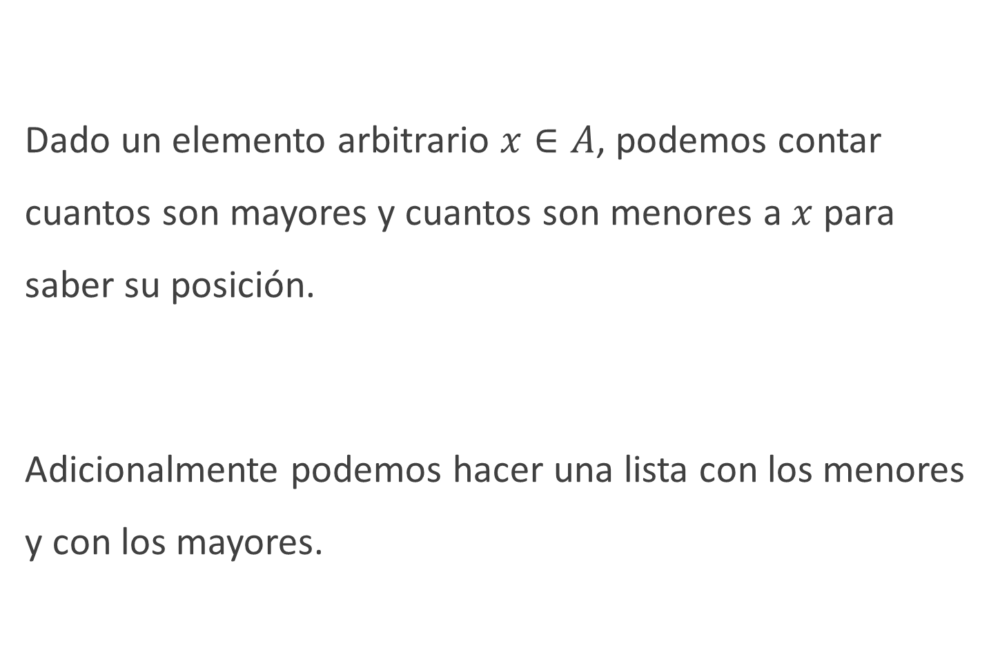 Dado un elemento arbitrario 𝑥 ∈ 𝐴, podemos contar
cuantos son mayores y cuantos son menores a 𝑥 para
saber su posición.
Adicionalmente podemos hacer una lista con los menores
y con los mayores.